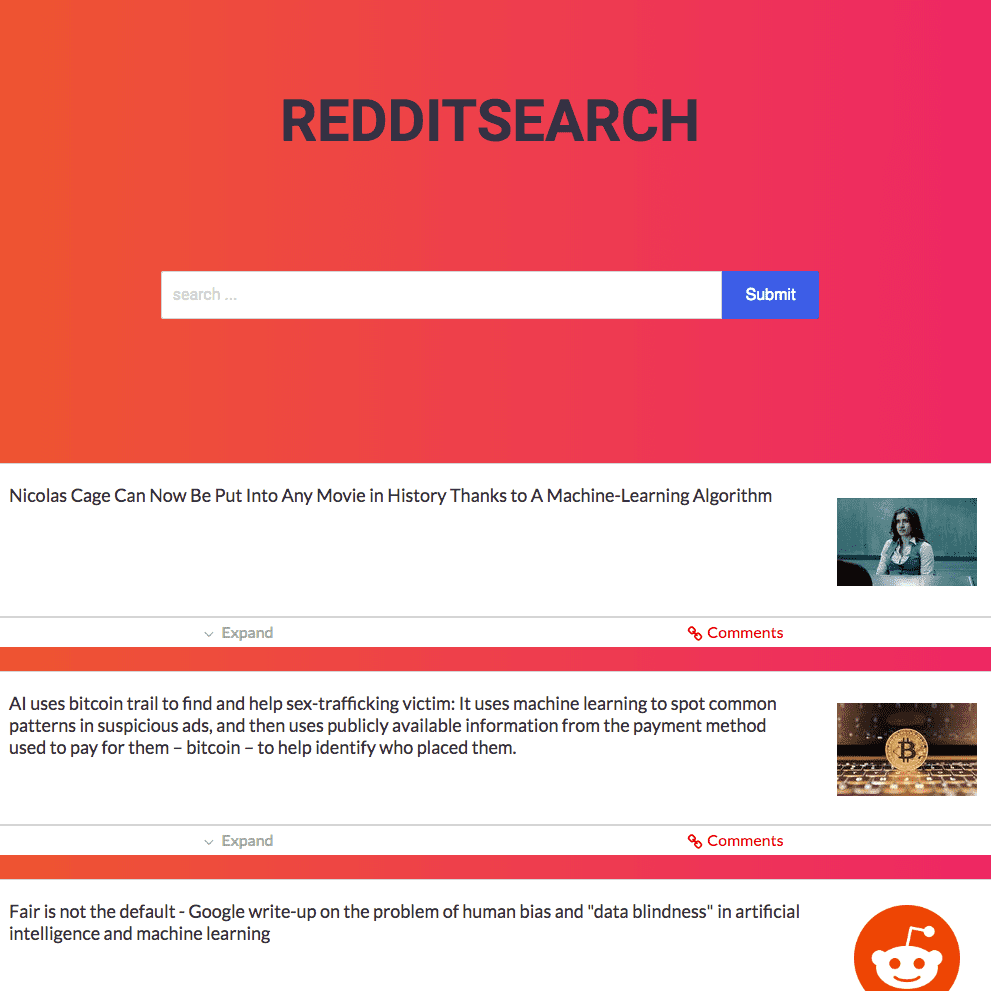 REDDITSEARCH
search ...
Submit
Nicolas Cage Can Now Be Put Into Any Movie in History Thanks to A Machine-Learning Algorithm
Expand
Comments
AI uses bitcoin trail to find and help sex-trafficking victim: It uses machine learning to spot common
patterns in suspicious ads, and then uses publicly available information from the payment method
used to pay for them – bitcoin – to help identify who placed them.
Expand
Comments
Fair is not the default - Google write-up on the problem of human bias and "data blindness" in artificial
intelligence and machine learning